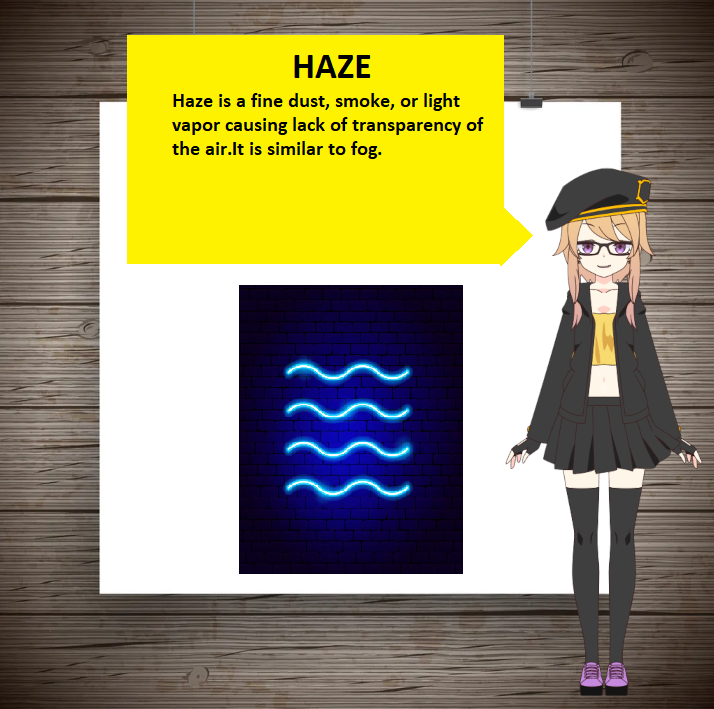 HAZE
Haze is a fine dust, smoke, or light
vapor causing lack of transparency of
the air.It is similar to fog.